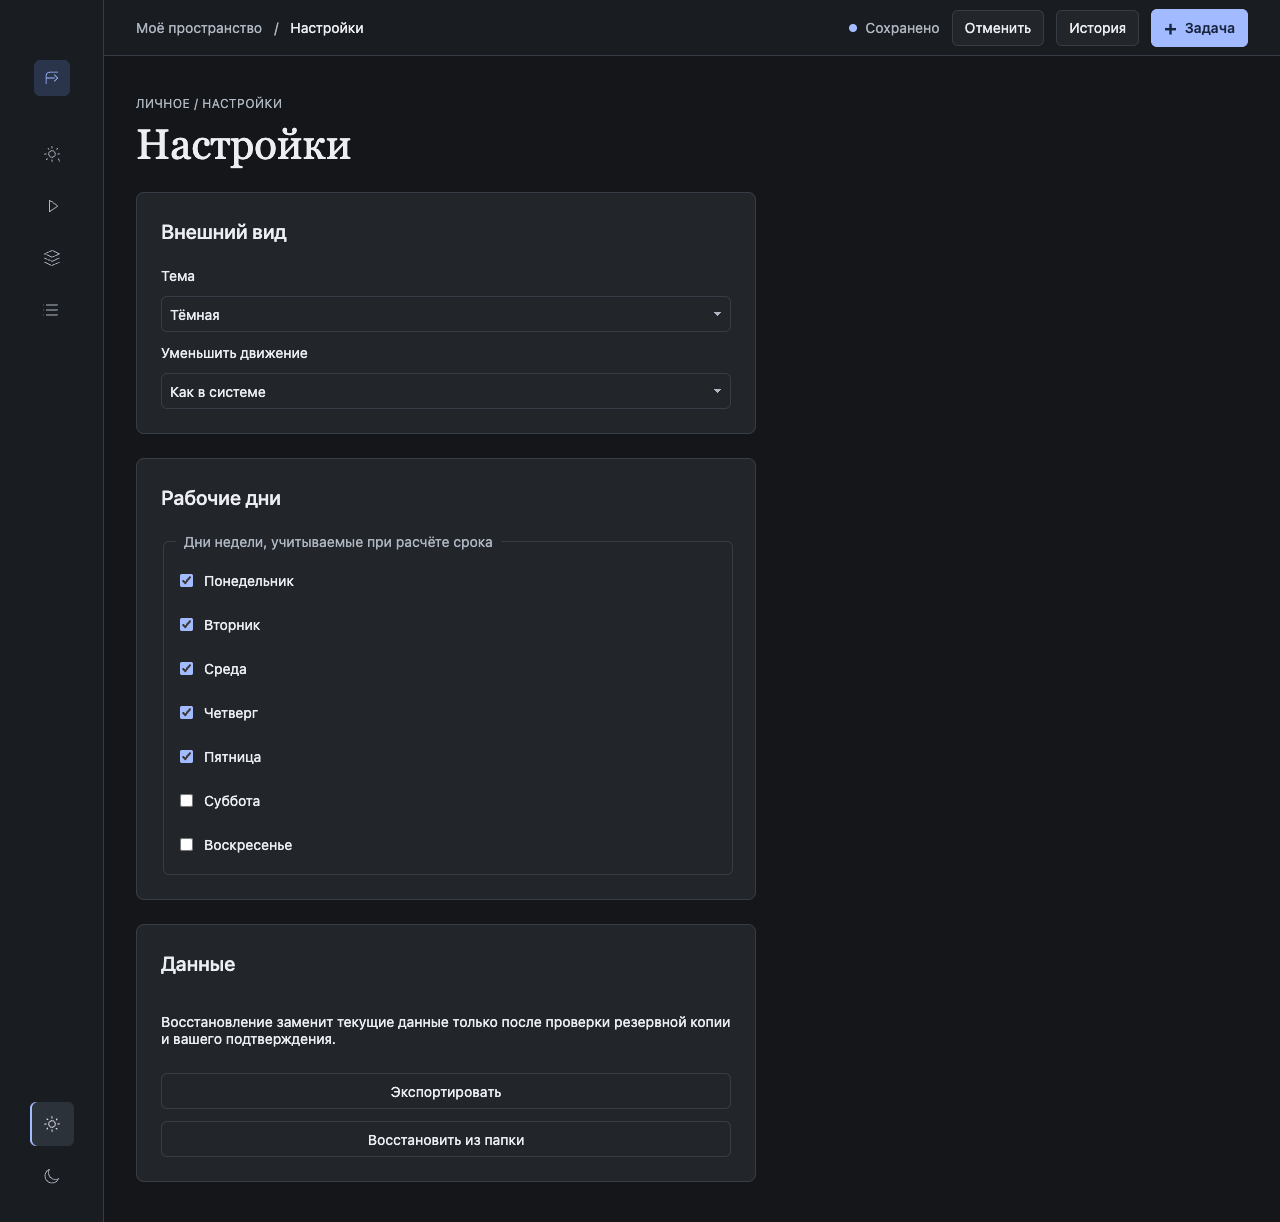 Моё пространство / Настройки
Сохранено
Отменить
История
+ Задача
ЛИЧНОЕ / НАСТРОЙКИ
Настройки
Внешний вид
Тема
Тёмная
Уменьшить движение
Как в системе
Рабочие дни
Дни недели, учитываемые при расчёте срока
Понедельник
Вторник
Среда
Четверг
Пятница
Суббота
Воскресенье
Данные
Восстановление заменит текущие данные только после проверки резервной копии
и вашего подтверждения.
Экспортировать
Восстановить из папки